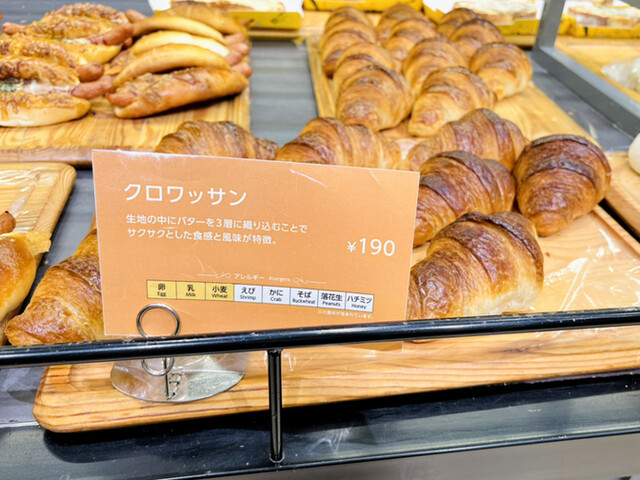 クロワッサン
生地の中にバターを3層に織り込むことで
サクサクとした食感と風味が特徴。
¥190
アレルギー Allergens
卵 乳 小麦 えび かに そば 落花生 ハチミツ
Egg Milk Wheat Shrimp Crab Buckwheat Peanuts Honey